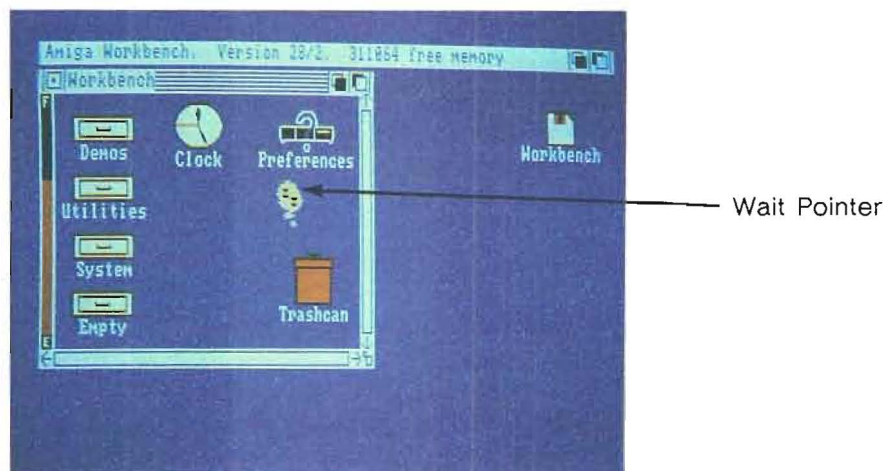 Amiga Workbench. Version 28/2. 311064 free memory
Workbench
F
Demos
Clock
Preferences
Workbench
Utilities
Wait Pointer
System
Trashcan
Empty
E